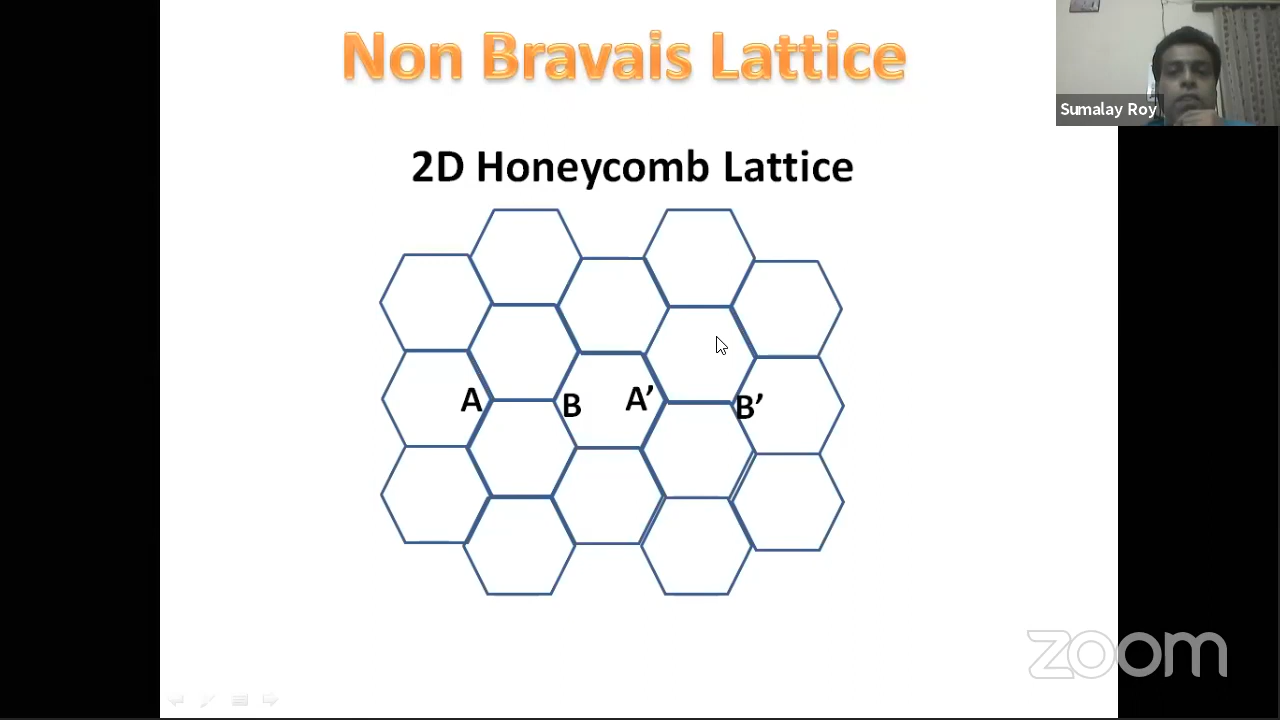 Non Bravais Lattice
Sumalay Roy
2D Honeycomb Lattice
A B A’ B’
zoom